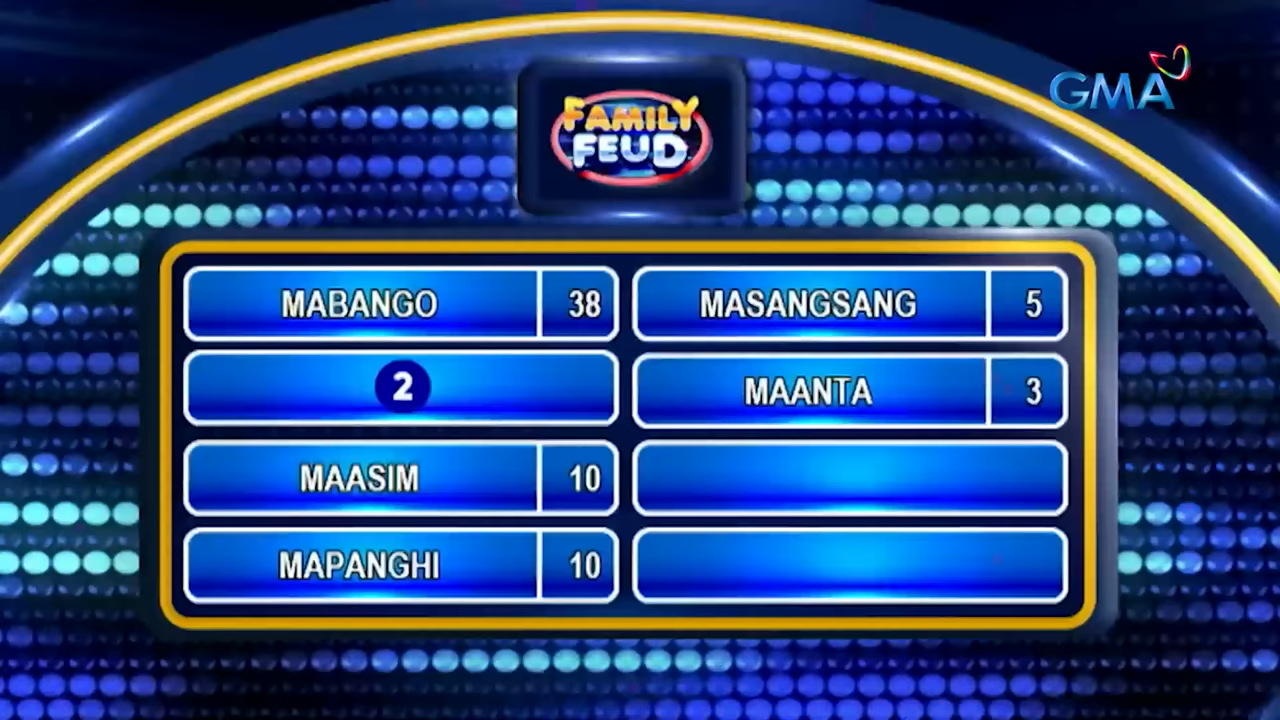 GMA
FAMILY
FEUD
MABANGO 38
2
MAASIM 10
MAPANGHI 10
MASANGSANG 5
MAANTA 3